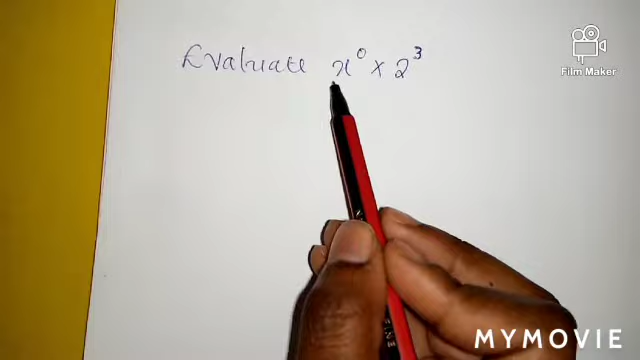 Evaluate x⁰ × 2³
Film Maker
MYMOVIE